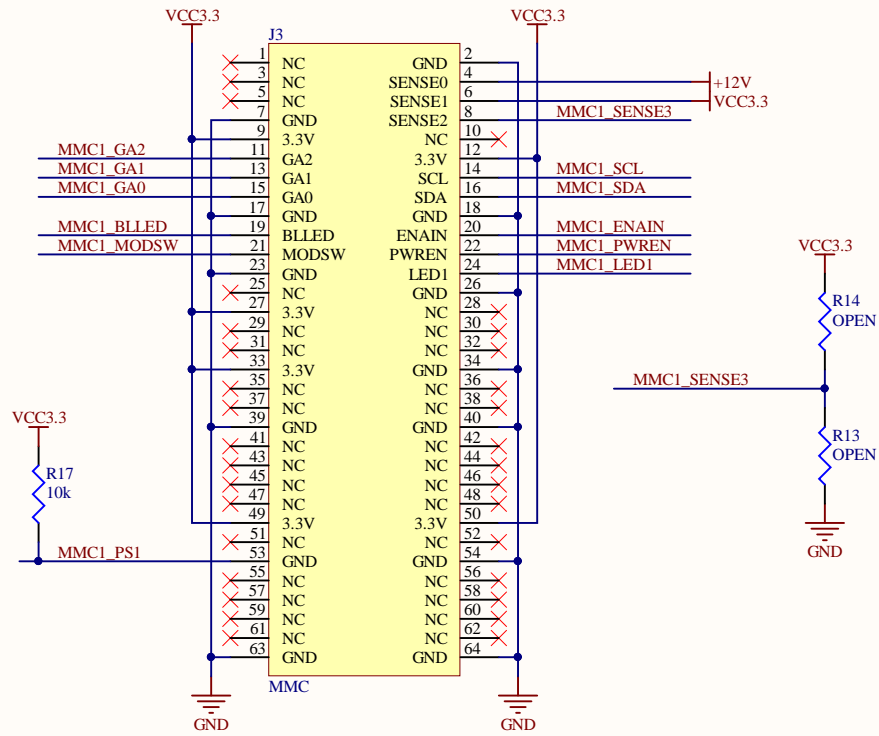 VCC3.3 VCC3.3
J3
1 NC GND 2
3 NC SENSE0 4 +12V
5 NC SENSE1 6 VCC3.3
7 GND SENSE2 8 MMC1_SENSE3
9 3.3V NC 10
MMC1_GA2 11 GA2 3.3V 12
MMC1_GA1 13 GA1 SCL 14 MMC1_SCL
MMC1_GA0 15 GA0 SDA 16 MMC1_SDA
17 GND GND 18
MMC1_BLLED 19 BLLED ENAIN 20 MMC1_ENAIN
MMC1_MODSW 21 MODSW PWREN 22 MMC1_PWREN
23 GND LED1 24 MMC1_LED1
25 NC GND 26
27 3.3V NC 28
29 NC NC 30
31 NC NC 32
33 3.3V GND 34
35 NC NC 36
37 NC NC 38
39 GND GND 40
41 NC NC 42
43 NC NC 44
45 NC NC 46
47 NC NC 48
49 3.3V 3.3V 50
51 NC NC 52
MMC1_PS1 53 GND GND 54
55 NC NC 56
57 NC NC 58
59 NC NC 60
61 NC NC 62
63 GND GND 64
MMC
GND GND
VCC3.3
R17
10k
VCC3.3
R14
OPEN
MMC1_SENSE3
R13
OPEN
GND